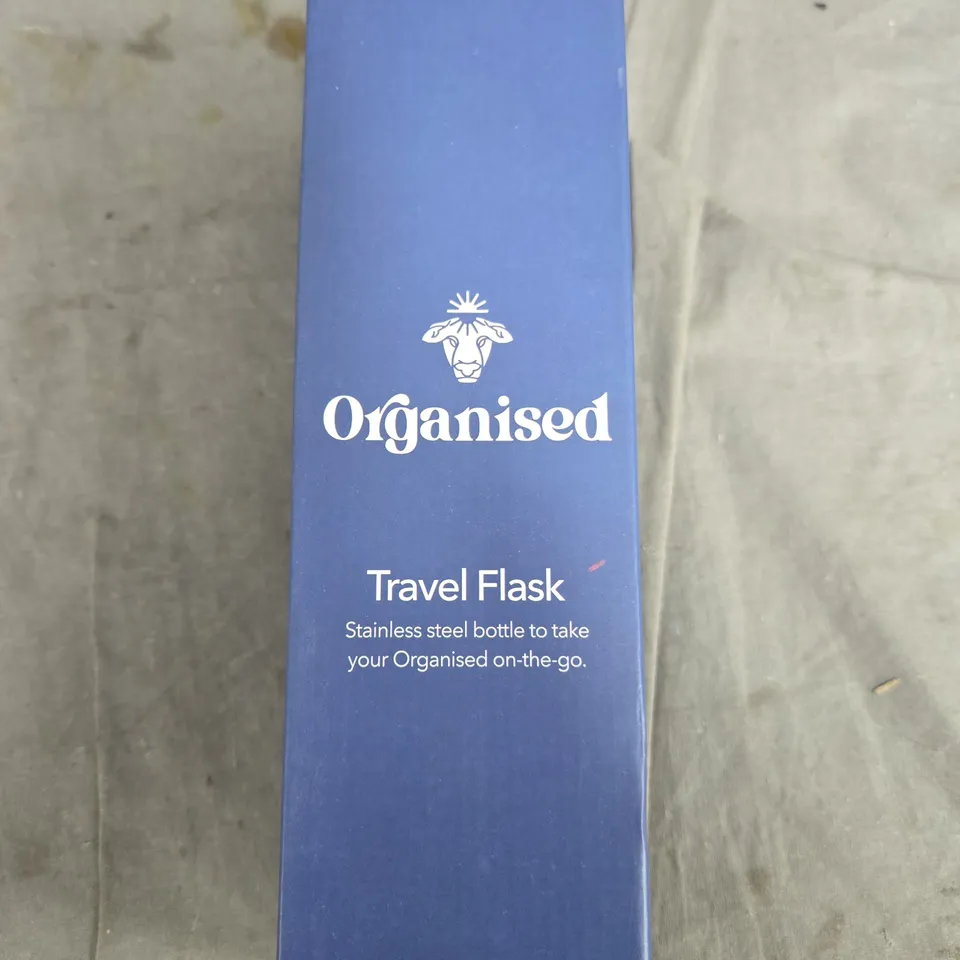 Organised
Travel Flask
Stainless steel bottle to take
your Organised on-the-go.